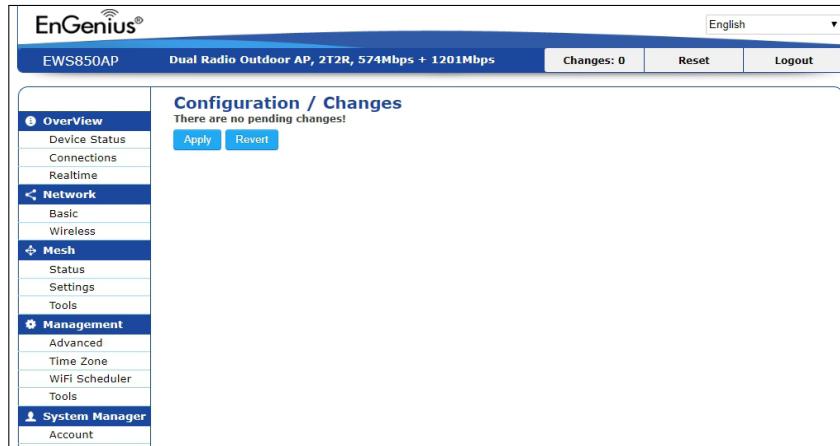 EnGenius®
English
EWS850AP
Dual Radio Outdoor AP, 2T2R, 574Mbps + 1201Mbps
Changes: 0
Reset
Logout
OverView
Device Status
Connections
Realtime
Network
Basic
Wireless
Mesh
Status
Settings
Tools
Management
Advanced
Time Zone
WiFi Scheduler
Tools
System Manager
Account
Configuration / Changes
There are no pending changes!
Apply Revert